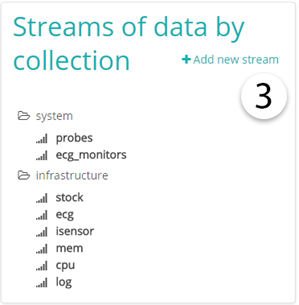 Streams of data by
collection
+ Add new stream
3
system
probes
ecg_monitors
infrastructure
stock
ecg
isensor
mem
cpu
log